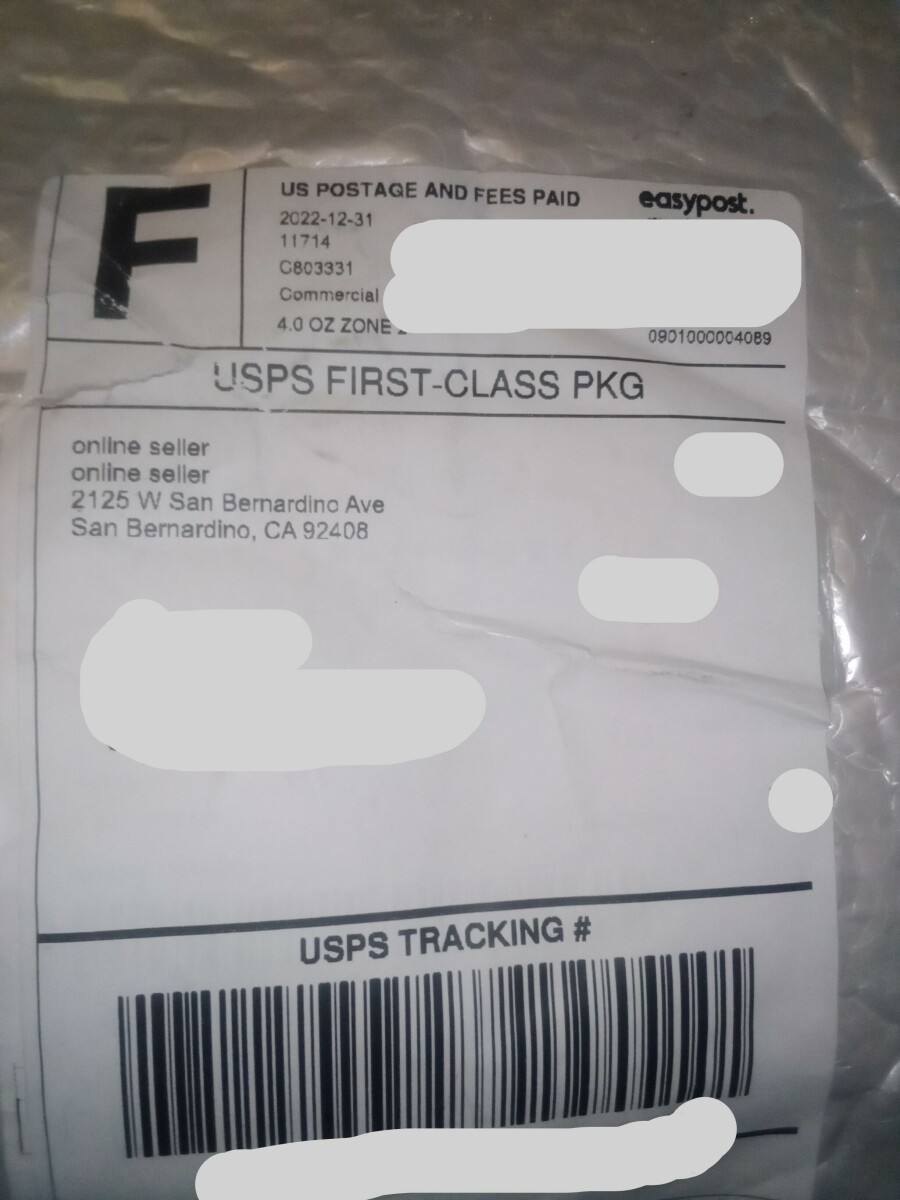 F
US POSTAGE AND FEES PAID
easypost.
2022-12-31
11714
C803331
Commercial
4.0 OZ ZONE
0901000004089
USPS FIRST-CLASS PKG
online seller
online seller
2125 W San Bernardino Ave
San Bernardino, CA 92408
USPS TRACKING #